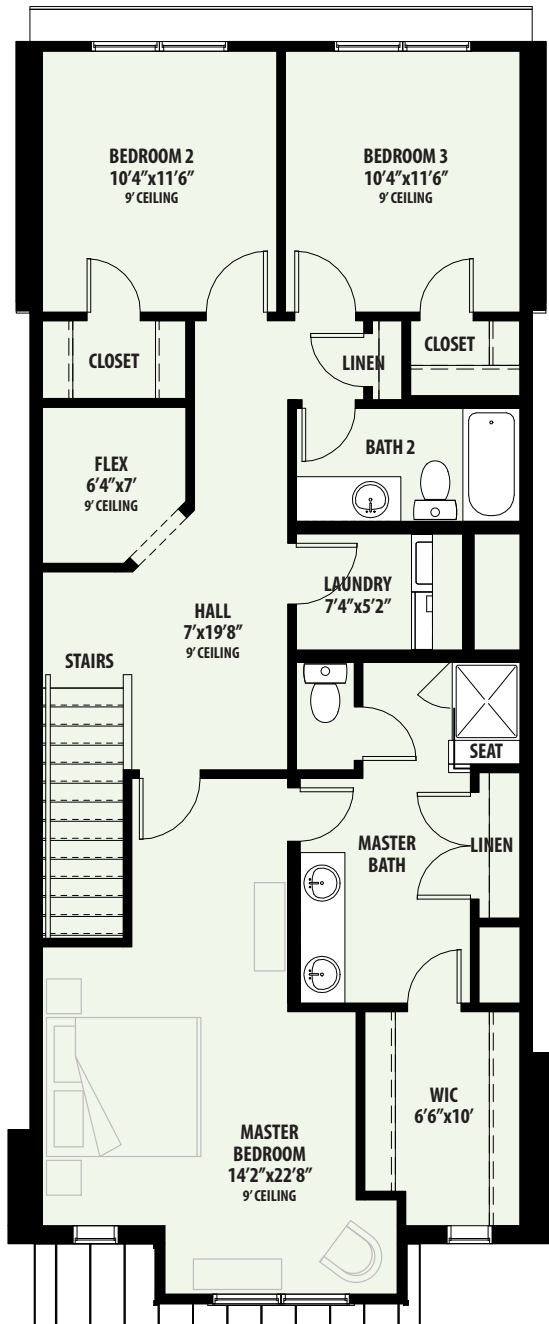 BEDROOM 2
10'4"x11'6"
9' CEILING
BEDROOM 3
10'4"x11'6"
9' CEILING
CLOSET
LINEN
CLOSET
FLEX
6'4"x7'
9' CEILING
BATH 2
LAUNDRY
7'4"x5'2"
HALL
7'x19'8"
9' CEILING
STAIRS
SEAT
MASTER
BATH
LINEN
WIC
6'6"x10'
MASTER
BEDROOM
14'2"x22'8"
9' CEILING